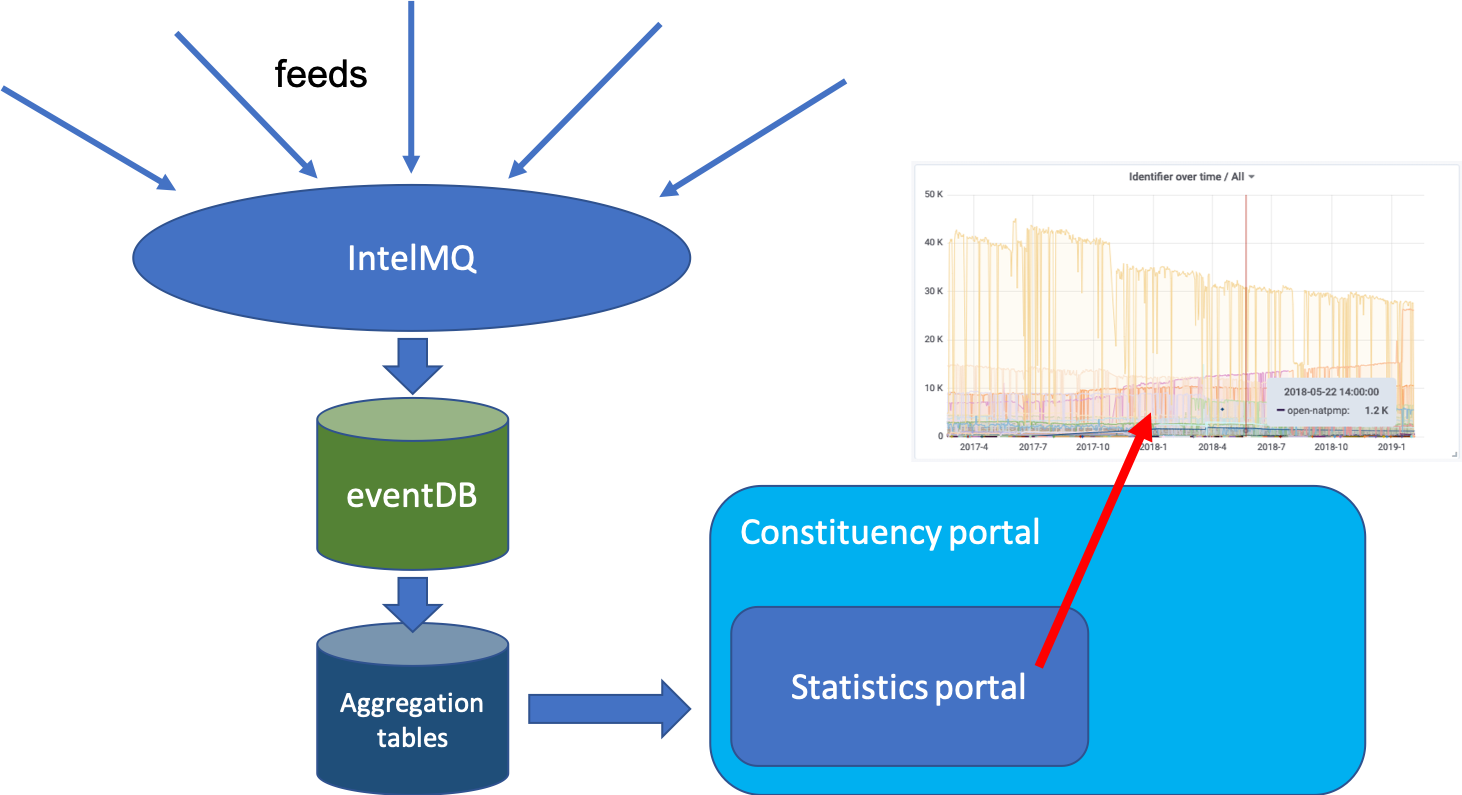 feeds
IntelMQ
eventDB
Aggregation
tables
Constituency portal
Statistics portal
Identifier over time / All
50 K
40 K
30 K
20 K
10 K
0
2018-05-22 14:00:00
open-natpmp: 1.2 K
2017-4 2017-7 2017-10 2018-1 2018-4 2018-7 2018-10 2019-1